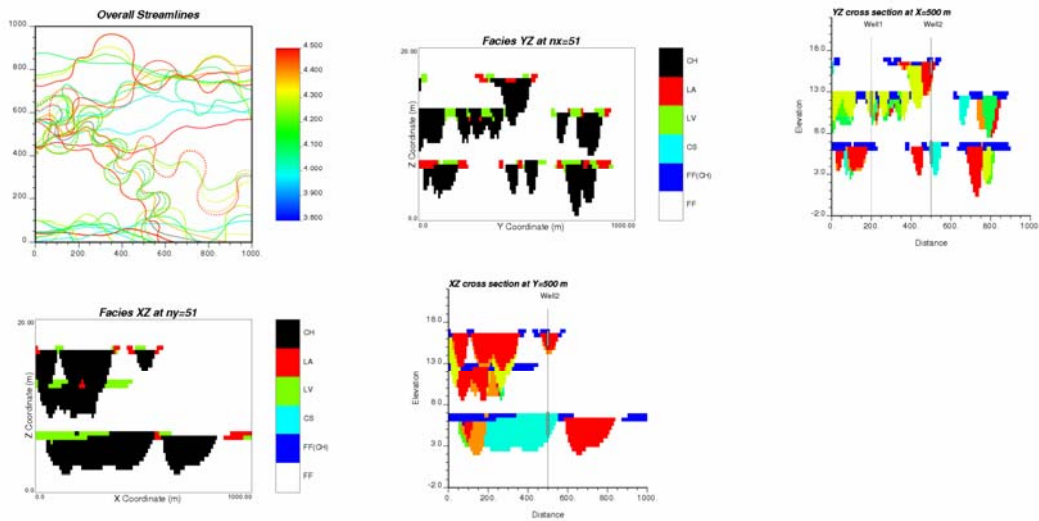 Overall Streamlines
1000
800
600
400
200
0.
0. 200 400 600 800 1000
4.500
4.400
4.300
4.200
4.100
4.000
3.900
3.800
Facies YZ at nx=51
20.00
Z Coordinate (m)
0.0
0.0 Y Coordinate (m) 1000.00
CH
LA
LV
CS
FF(CH)
FF
YZ cross section at X=500 m
Well1 Well2
18.0
13.0
8.0
3.0
-2.0
Elevation
0 200 400 600 800 1000
Distance
Facies XZ at ny=51
20.00
Z Coordinate (m)
0.0
0.0 X Coordinate (m) 1000.00
CH
LA
LV
CS
FF(CH)
FF
XZ cross section at Y=500 m
Well2
18.0
13.0
8.0
3.0
-2.0
Elevation
0 200 400 600 800 1000
Distance